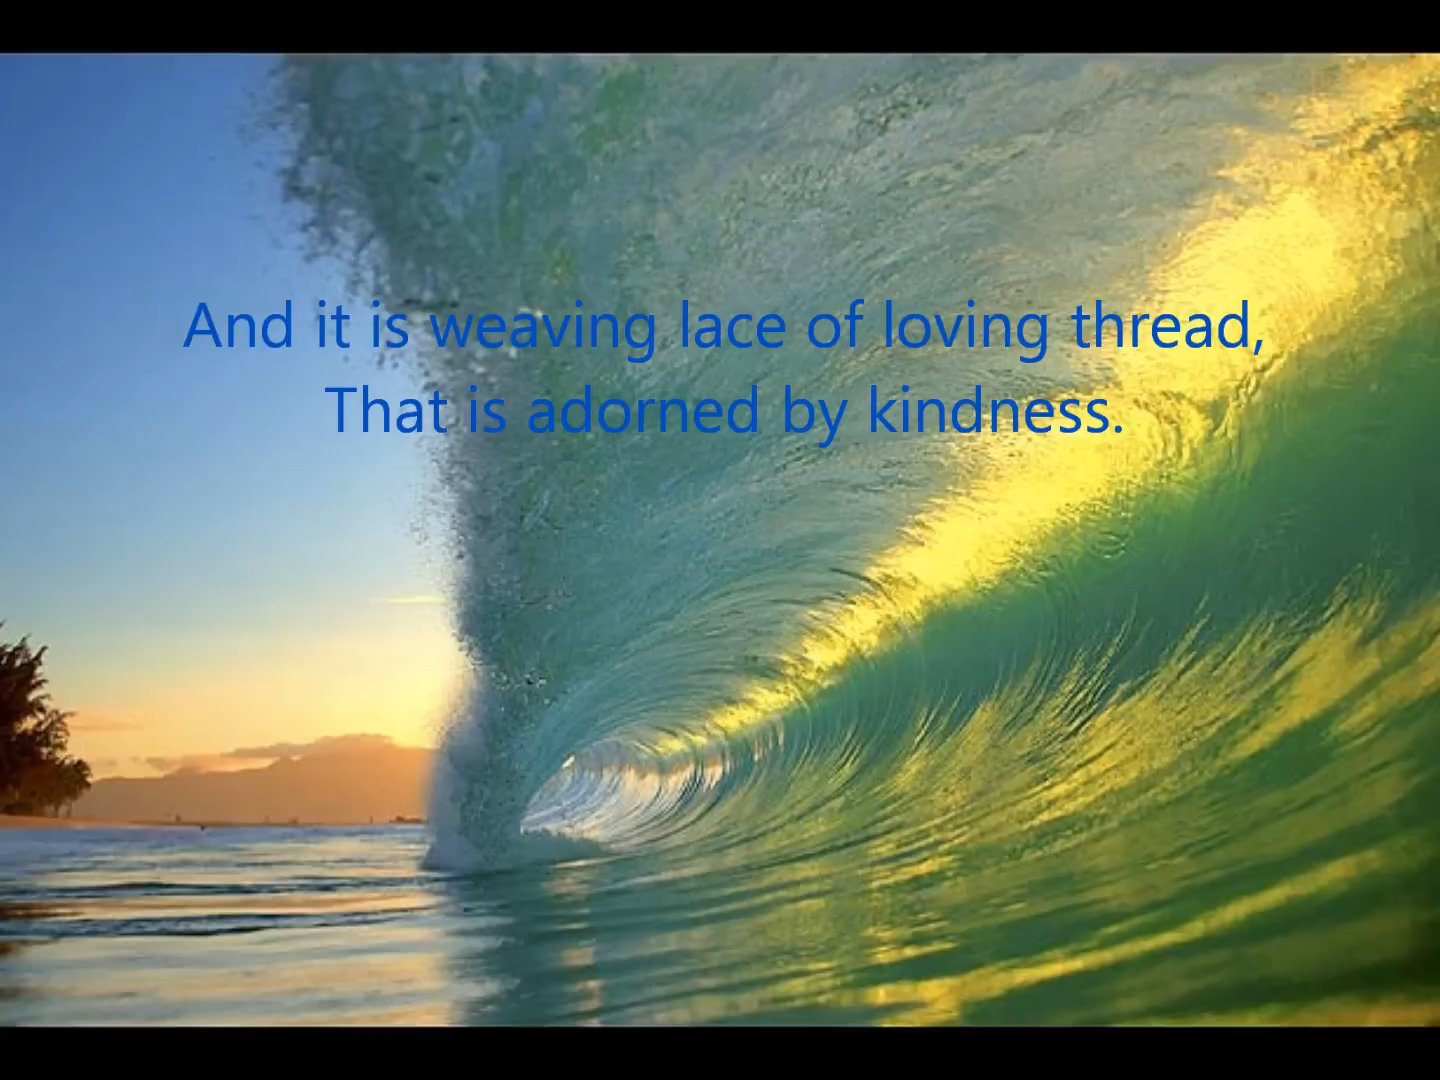 And it is weaving lace of loving thread,
That is adorned by kindness.